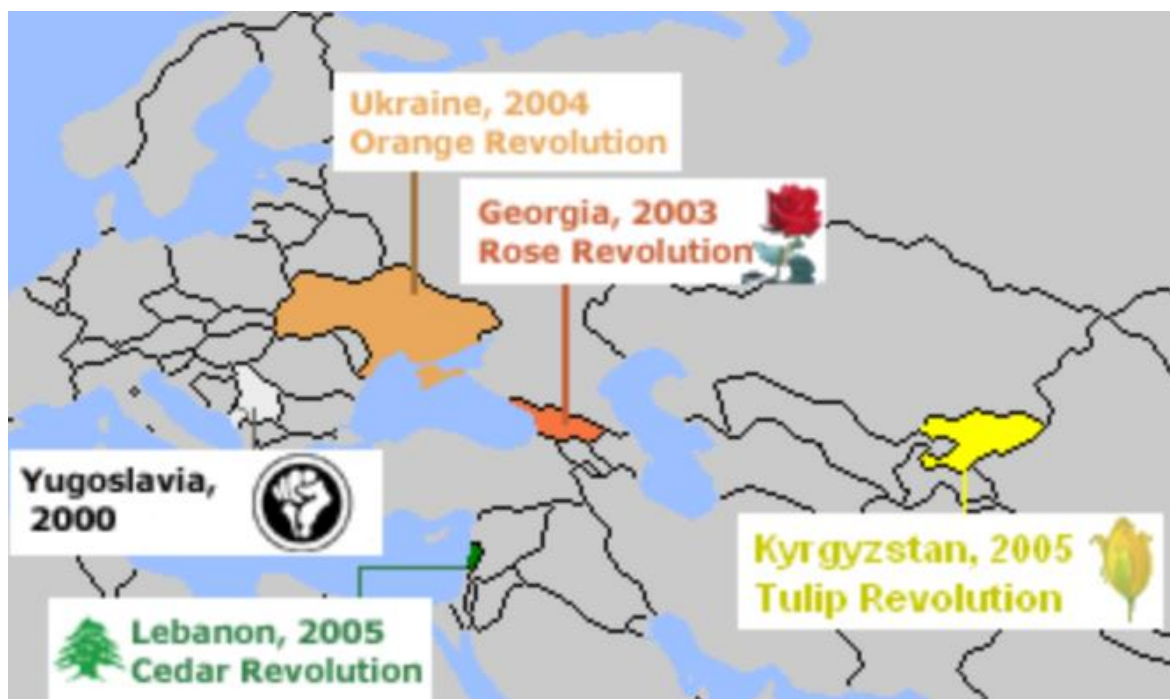 Ukraine, 2004
Orange Revolution
Georgia, 2003
Rose Revolution
Yugoslavia,
2000
Kyrgyzstan, 2005
Tulip Revolution
Lebanon, 2005
Cedar Revolution